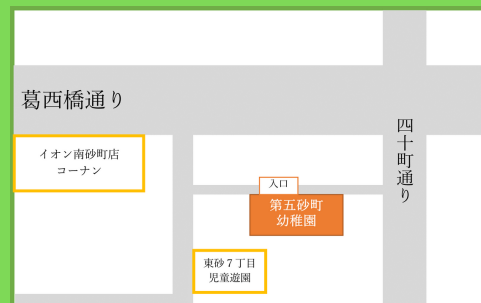 葛西橋通り
四十町通り
イオン南砂町店
コーナン
入口
第五砂町
幼稚園
東砂７丁目
児童遊園